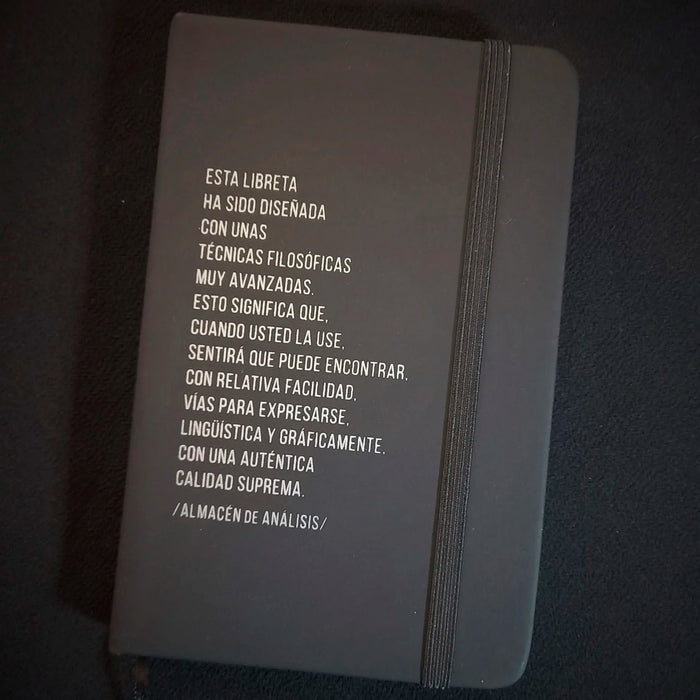 ESTA LIBRETA
HA SIDO DISEÑADA
CON UNAS
TÉCNICAS FILOSÓFICAS
MUY AVANZADAS.
ESTO SIGNIFICA QUE,
CUANDO USTED LA USE,
SENTIRÁ QUE PUEDE ENCONTRAR,
CON RELATIVA FACILIDAD,
VÍAS PARA EXPRESARSE,
LINGÜÍSTICA Y GRÁFICAMENTE,
CON UNA AUTÉNTICA
CALIDAD SUPREMA.
/ALMACÉN DE ANÁLISIS/